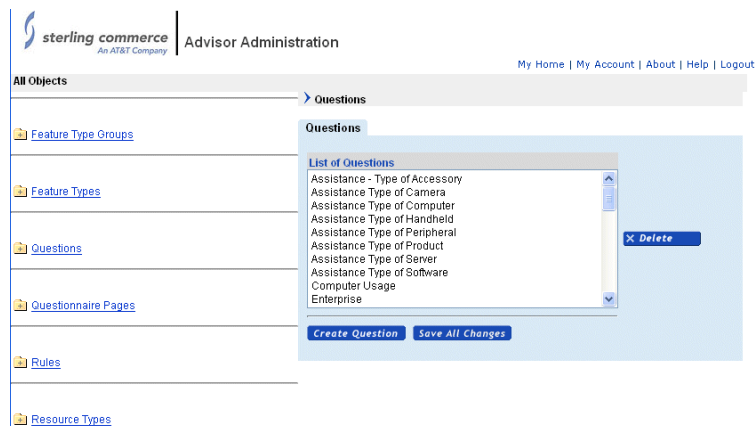 sterling commerce
An AT&T Company
Advisor Administration
My Home | My Account | About | Help | Logout
All Objects
Questions
Feature Type Groups
Questions
List of Questions
Assistance - Type of Accessory
Assistance Type of Camera
Feature Types
Assistance Type of Computer
Assistance Type of Handheld
Assistance Type of Peripheral
Delete
Assistance Type of Product
Questions
Assistance Type of Server
Assistance Type of Software
Computer Usage
Enterprise
Questionnaire Pages
Create Question
Save All Changes
Rules
Resource Types